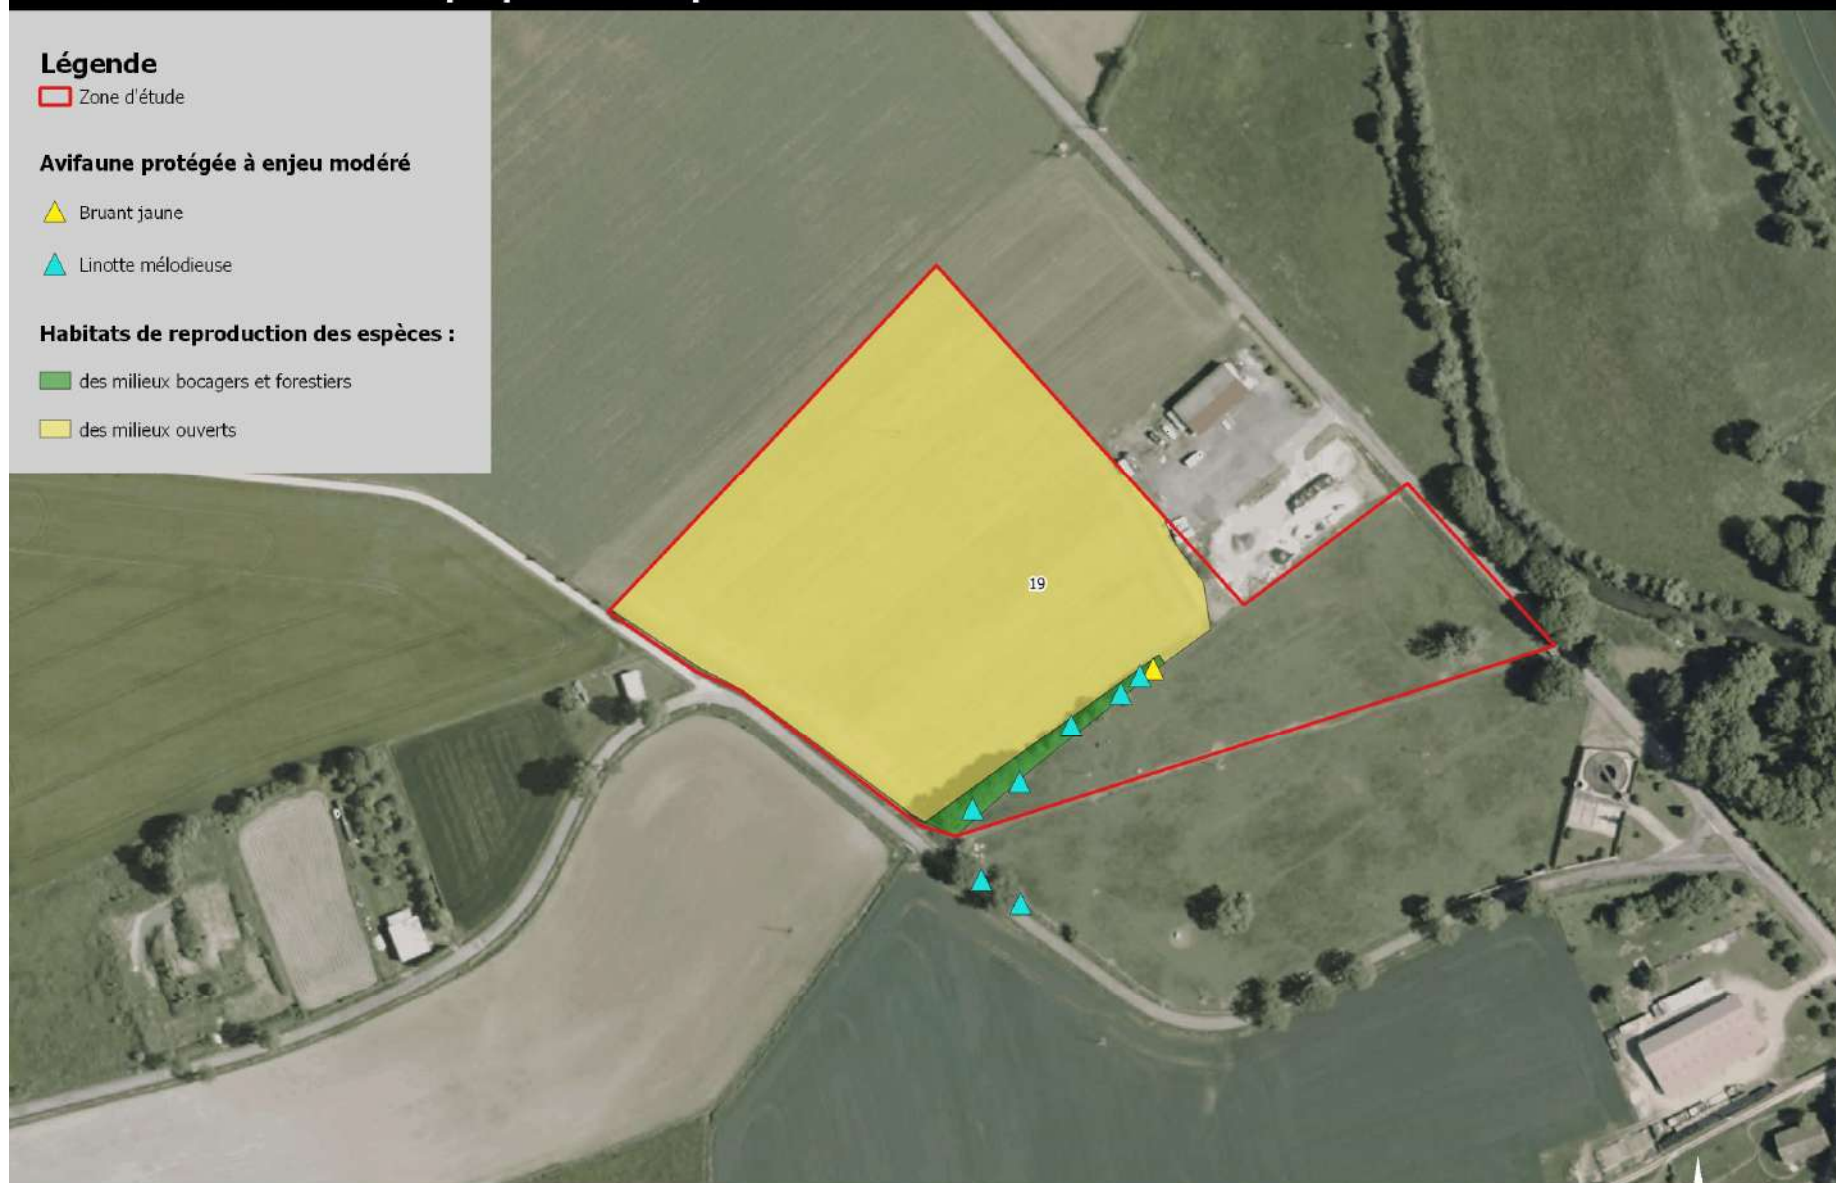 Légende
Zone d'étude
Avifaune protégée à enjeu modéré
Bruant jaune
Linotte mélodieuse
Habitats de reproduction des espèces :
des milieux bocagers et forestiers
des milieux ouverts
19